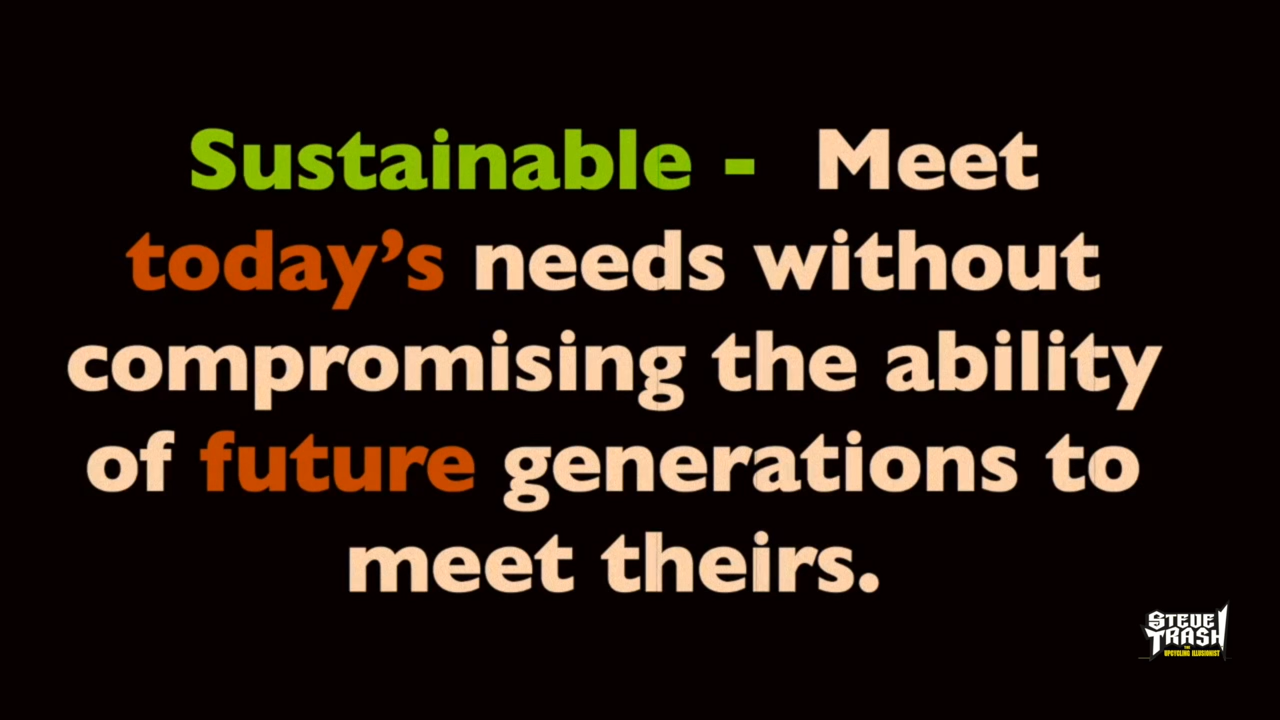 Sustainable - Meet
today’s needs without
compromising the ability
of future generations to
meet theirs.
STEVE
TRASH
THE
UPCYCLING ILLUSIONIST